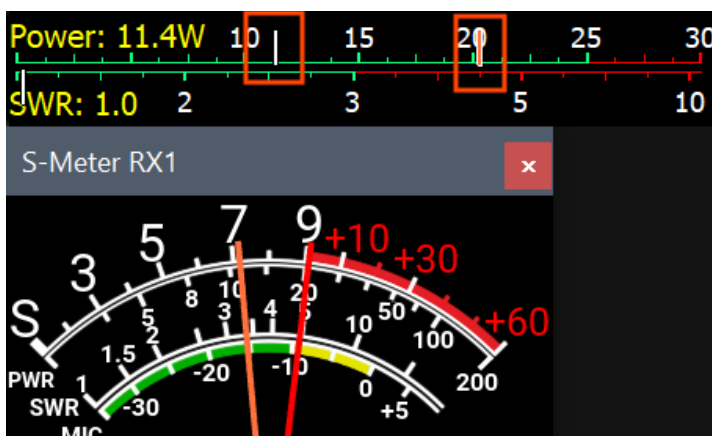 Power: 11.4W 10 15 20 25 30
SWR: 1.0 2 3 5 10
S-Meter RX1 x
S 3 5 7 9 +10 +30 +60
PWR 5 8 10 20 50 100 200
SWR 1 1.5 2 3 4 5 10
MIC -30 -20 -10 0 +5